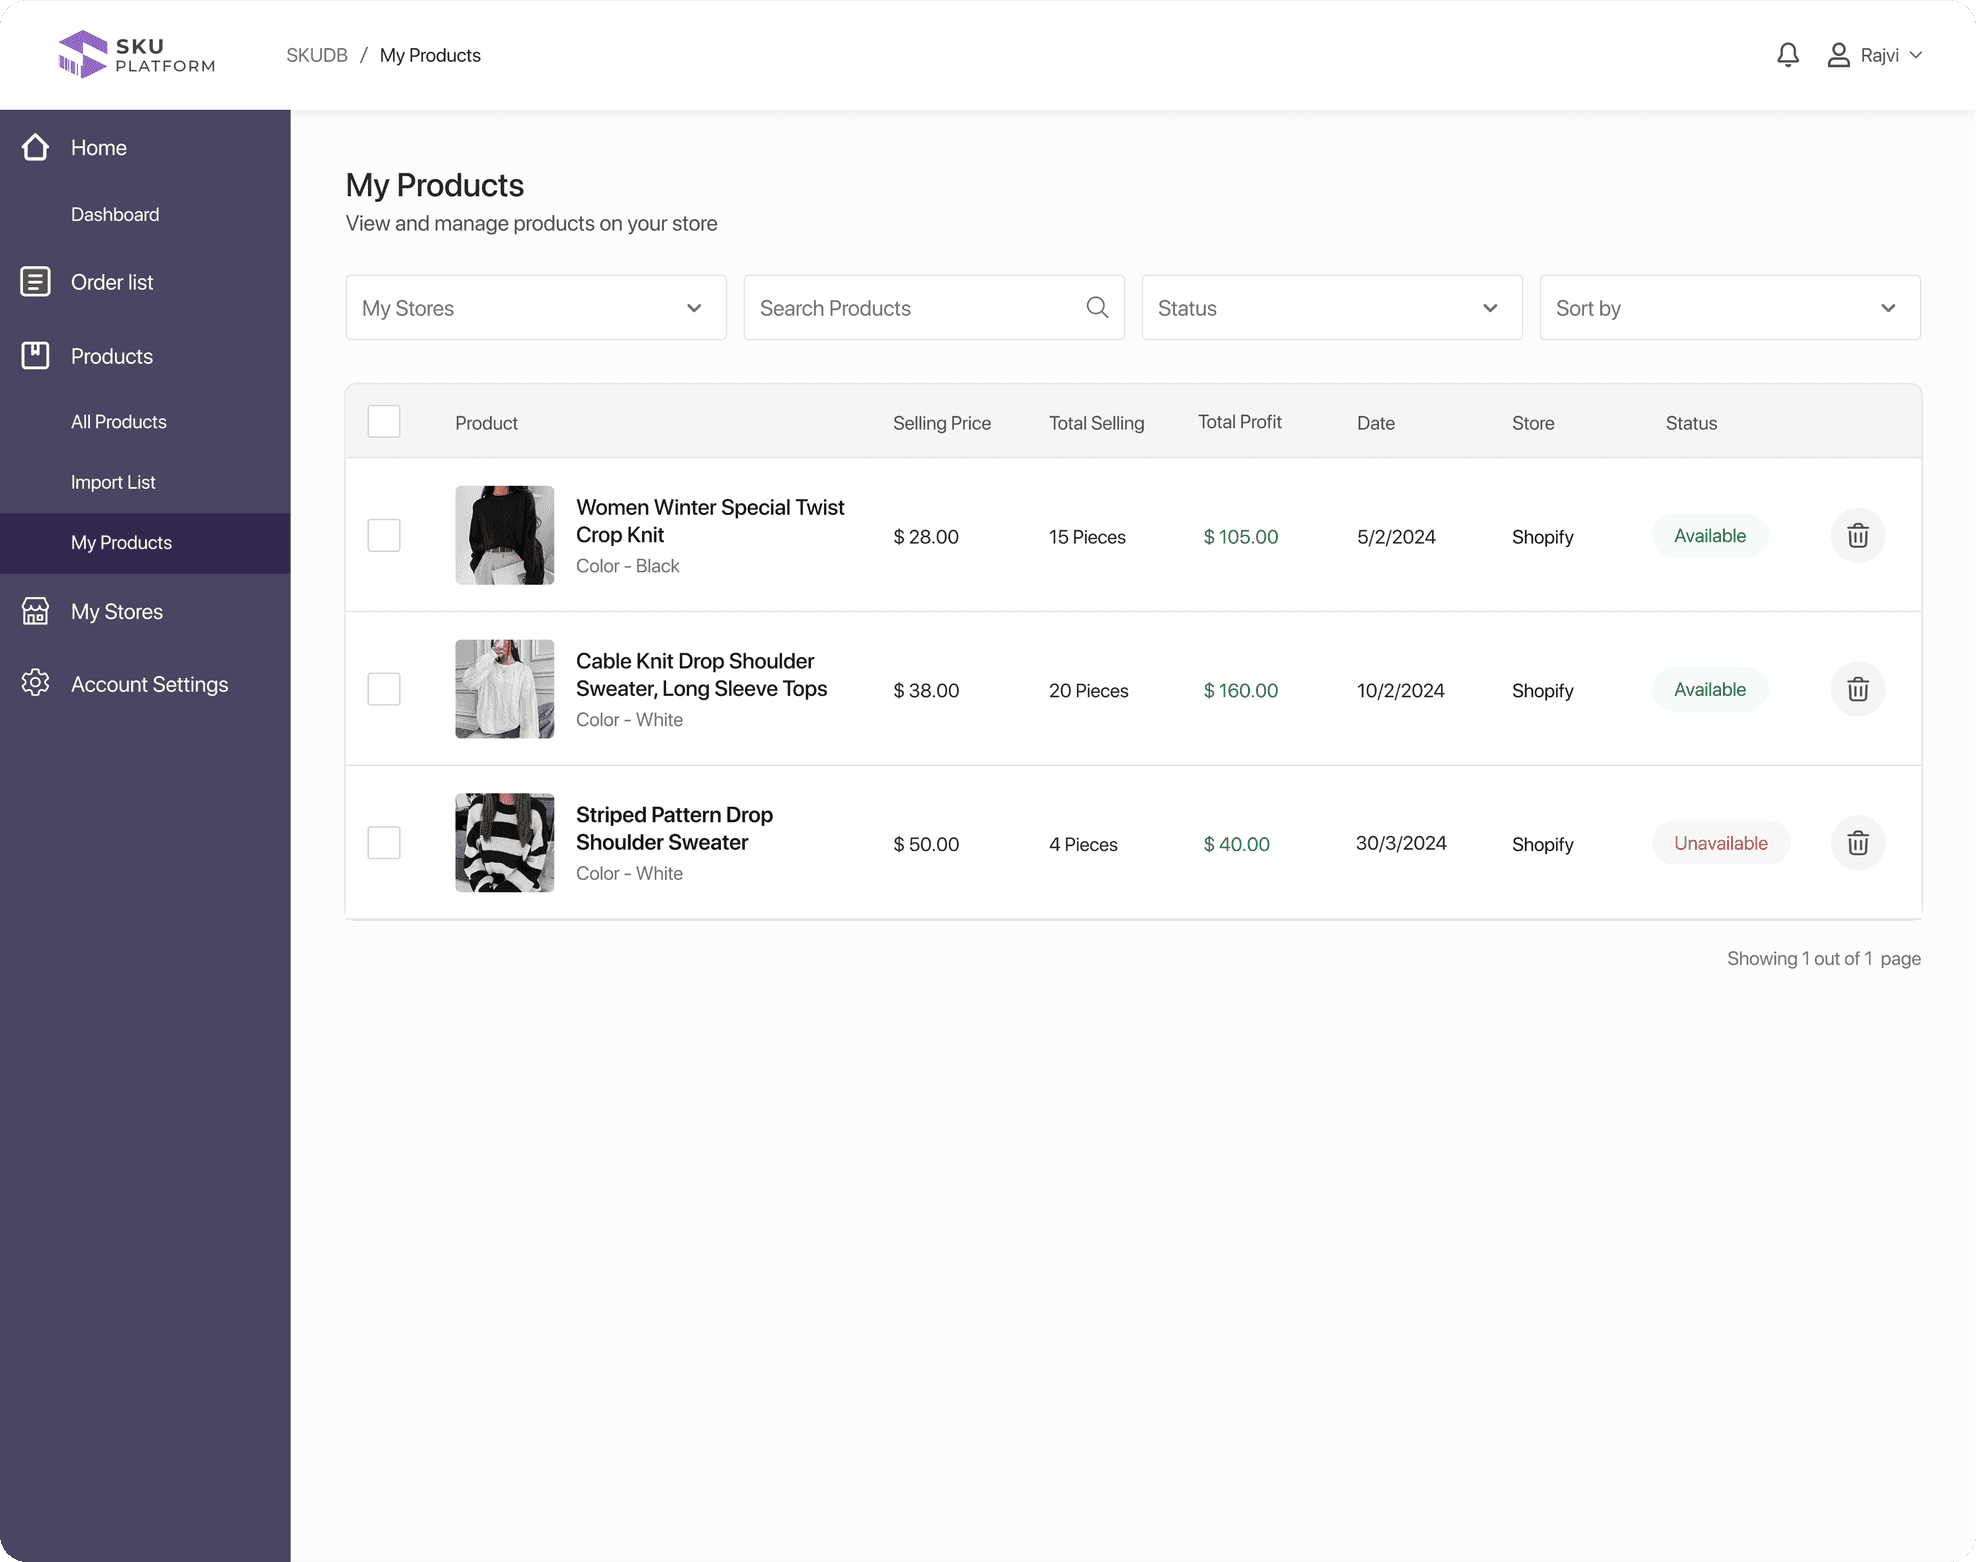 SKU
PLATFORM
SKUDB / My Products
Rajvi
Home
Dashboard
Order list
Products
All Products
Import List
My Products
My Stores
Account Settings
My Products
View and manage products on your store
My Stores
Search Products
Status
Sort by
Product Selling Price Total Selling Total Profit Date Store Status
Women Winter Special Twist
Crop Knit
Color - Black
$ 28.00 15 Pieces $ 105.00 5/2/2024 Shopify Available
Cable Knit Drop Shoulder
Sweater, Long Sleeve Tops
Color - White
$ 38.00 20 Pieces $ 160.00 10/2/2024 Shopify Available
Striped Pattern Drop
Shoulder Sweater
Color - White
$ 50.00 4 Pieces $ 40.00 30/3/2024 Shopify Unavailable
Showing 1 out of 1 page